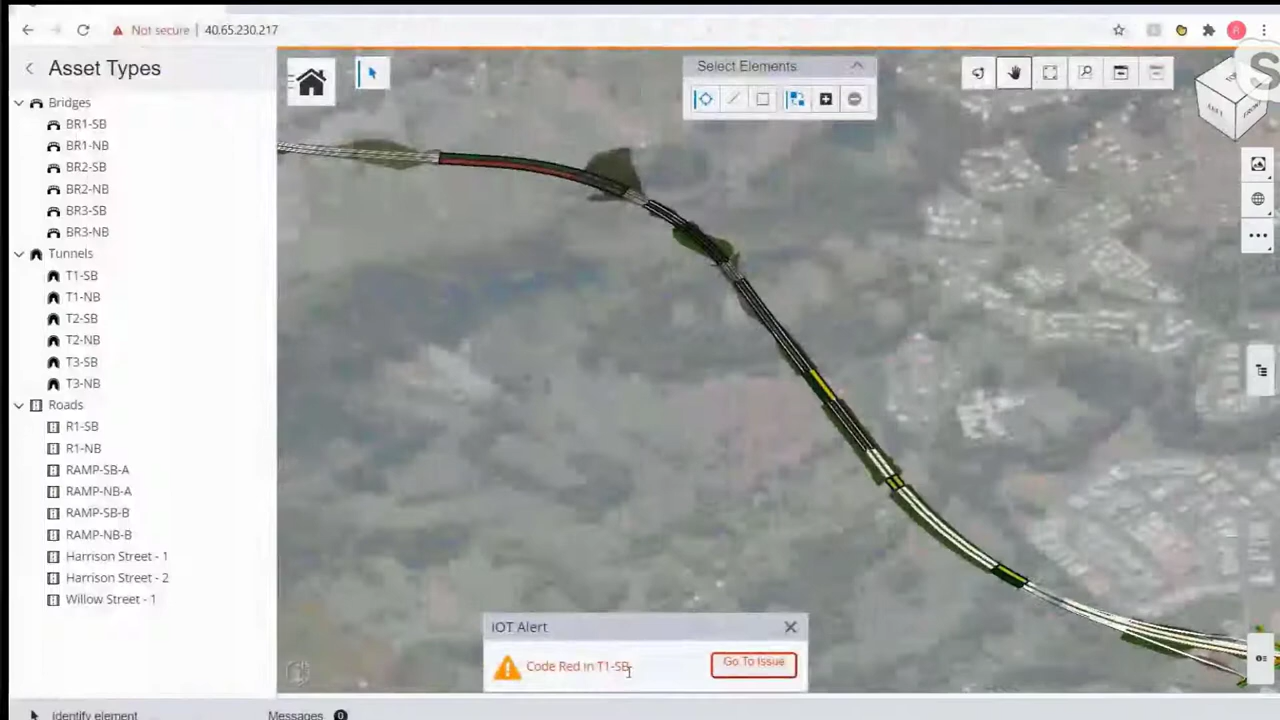 Not secure 40.65.230.217
R
Asset Types
Bridges
BR1-SB
BR1-NB
BR2-SB
BR2-NB
BR3-SB
BR3-NB
Tunnels
T1-SB
T1-NB
T2-SB
T2-NB
T3-SB
T3-NB
Roads
R1-SB
R1-NB
RAMP-SB-A
RAMP-NB-A
RAMP-SB-B
RAMP-NB-B
Harrison Street - 1
Harrison Street - 2
Willow Street - 1
Select Elements
S
TOP
LEFT
FRONT
IOT Alert
Code Red in T1-SB
Go To Issue
Identify element
Messages 0